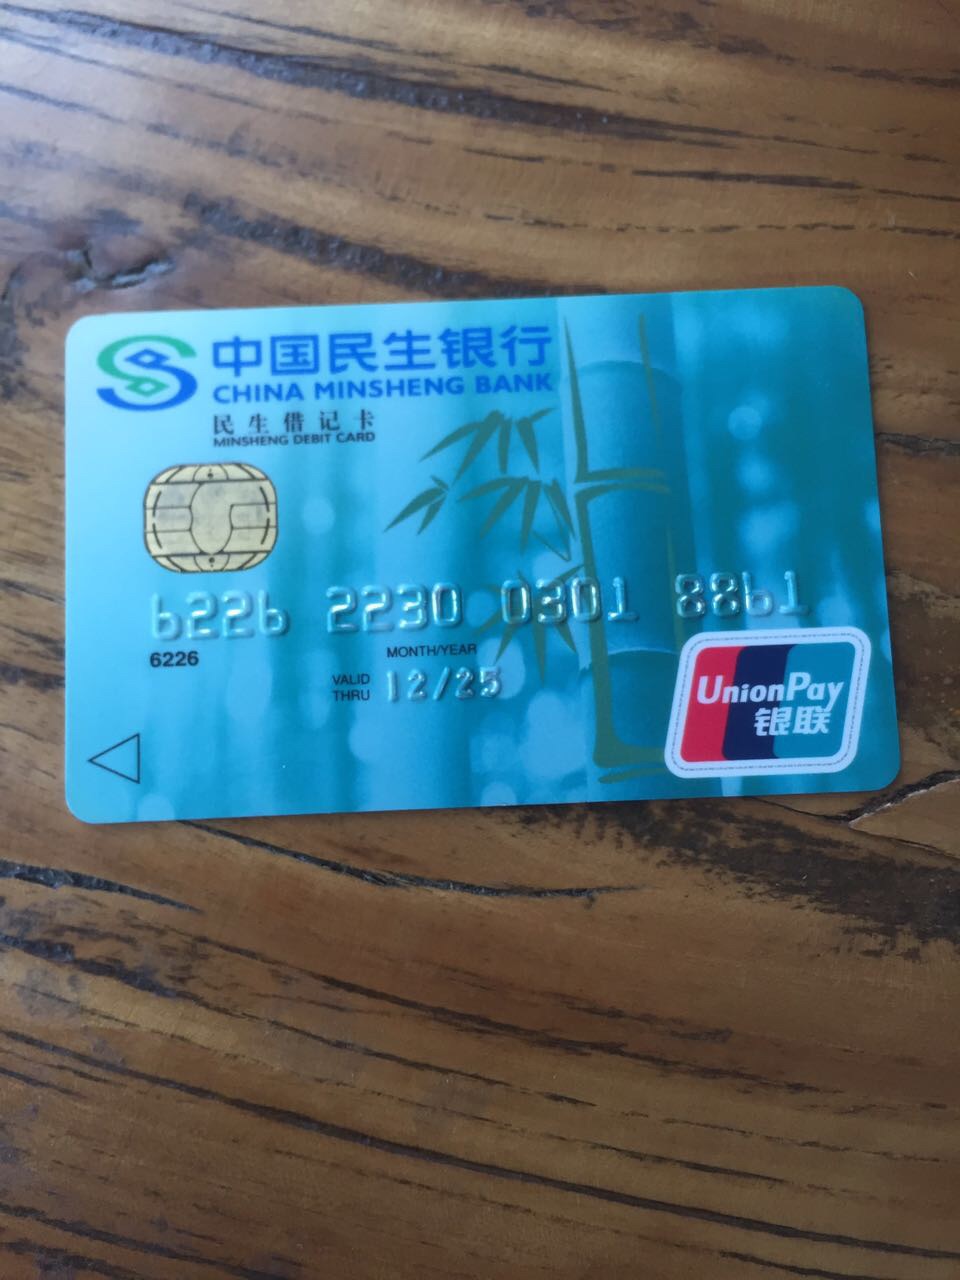 中国民生银行
CHINA MINSHENG BANK
民生借记卡
MINSHENG DEBIT CARD
6226 2230 0301 8861
6226
MONTH/YEAR
VALID THRU 12/25
UnionPay
银联